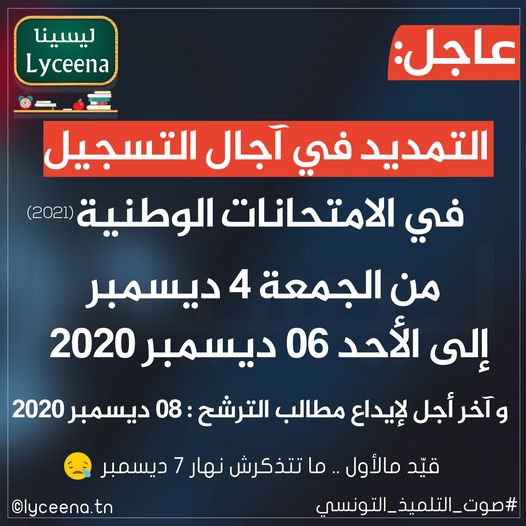 ليسينا
Lyceena
عاجل:
التمديد في آجال التسجيل
في الامتحانات الوطنية (2021)
من الجمعة 4 ديسمبر
إلى الأحد 06 ديسمبر 2020
و آخر أجل لإيداع مطالب الترشح : 08 ديسمبر 2020
قيّد مالأول .. ما تتذكرش نهار 7 ديسمبر 😪
©lyceena.tn
#صوت_التلميذ_التونسي